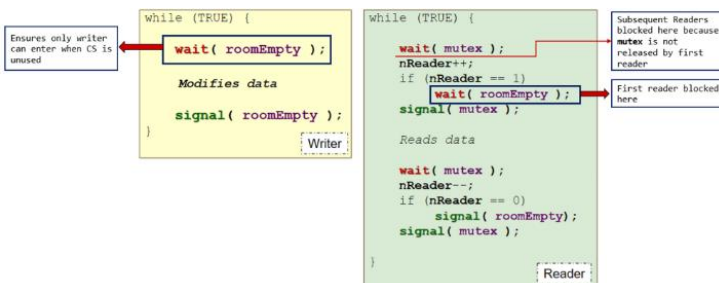 Ensures only writer
can enter when CS is
unused
while (TRUE) {
wait( roomEmpty );
Modifies data
signal( roomEmpty );
}
Writer
while (TRUE) {
wait( mutex );
nReader++;
if (nReader == 1)
wait( roomEmpty );
signal( mutex );
Reads data
wait( mutex );
nReader--;
if (nReader == 0)
signal( roomEmpty);
signal( mutex );
}
Reader
Subsequent Readers
blocked here because
mutex is not
released by first
reader
First reader blocked
here